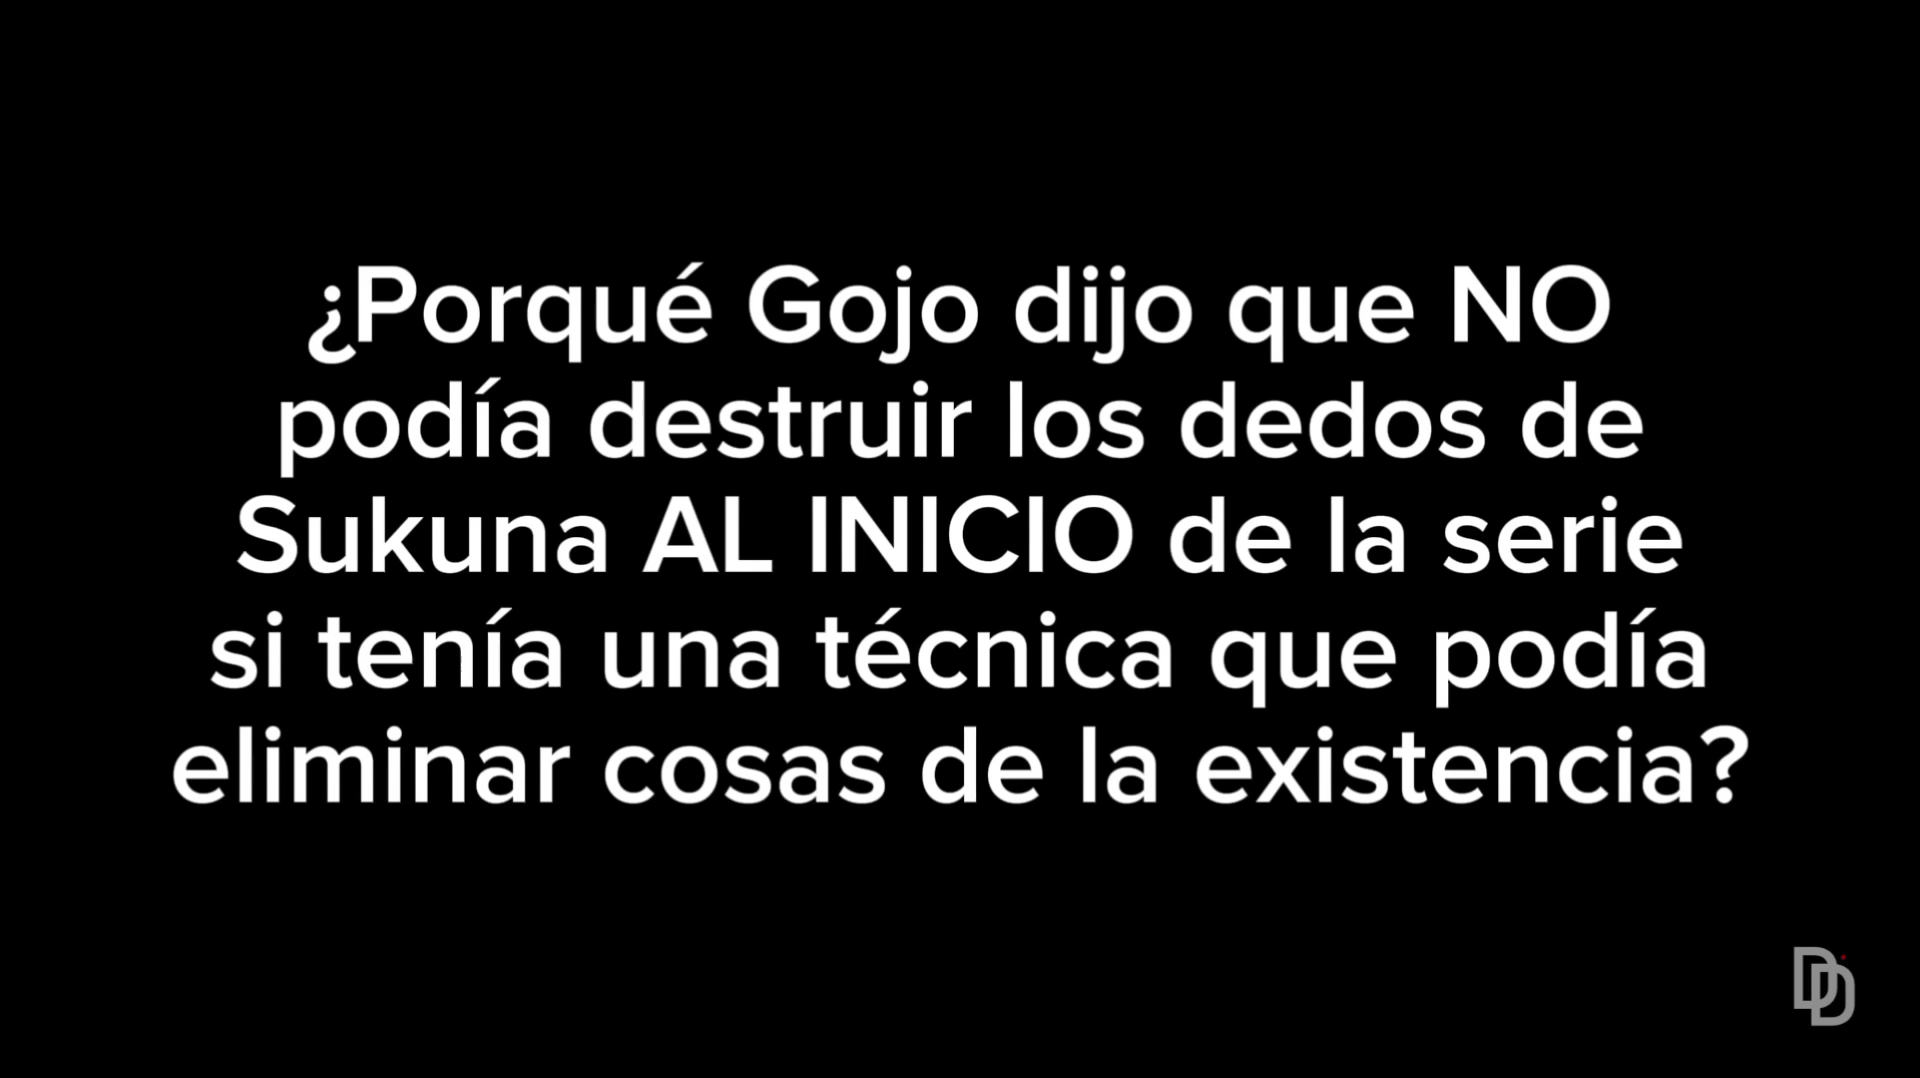 ¿Porqué Gojo dijo que NO
podía destruir los dedos de
Sukuna AL INICIO de la serie
si tenía una técnica que podía
eliminar cosas de la existencia?
DD